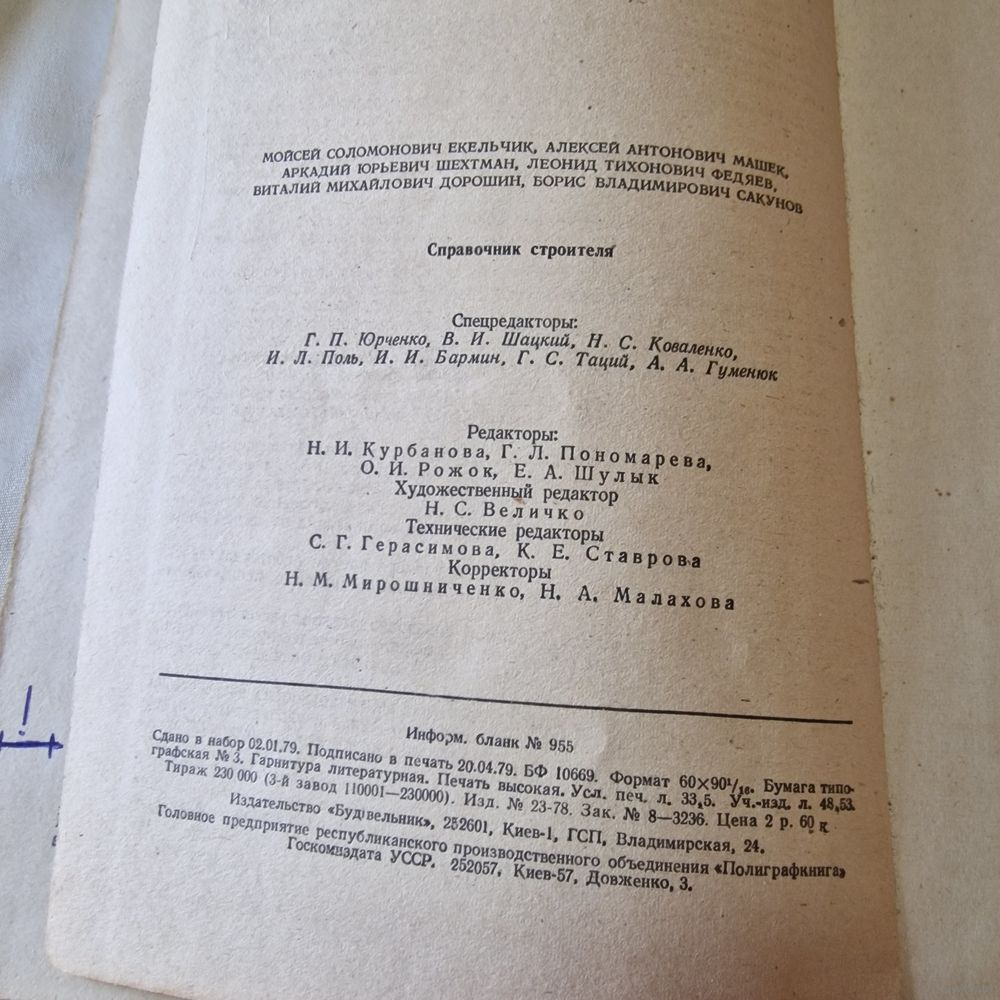 МОЙСЕЙ СОЛОМОНОВИЧ ЕКЕЛЬЧИК, АЛЕКСЕЙ АНТОНОВИЧ МАШЕК,
АРКАДИЙ ЮРЬЕВИЧ ШЕХТМАН, ЛЕОНИД ТИХОНОВИЧ ФЕДЯЕВ,
ВИТАЛИЙ МИХАЙЛОВИЧ ДОРОШИН, БОРИС ВЛАДИМИРОВИЧ САКУНОВ
Справочник строителя
Спецредакторы:
Г. П. Юрченко, В. И. Шацкий, Н. С. Коваленко,
И. Л. Поль, И. И. Бармин, Г. С. Таций, А. А. Гуменюк
Редакторы:
Н. И. Курбанова, Г. Л. Пономарева,
О. И. Рожок, Е. А. Шулык
Художественный редактор
Н. С. Величко
Технические редакторы
С. Г. Герасимова, К. Е. Ставрова
Корректоры
Н. М. Мирошниченко, Н. А. Малахова
Информ. бланк № 955
Сдано в набор 02.01.79. Подписано в печать 20.04.79. БФ 10669. Формат 60×90¹/₁₆. Бумага типо-
графская № 3. Гарнитура литературная. Печать высокая. Усл. печ. л. 33,5. Уч.-изд. л. 48,53.
Тираж 230 000 (3-й завод 110001—230000). Изд. № 23-78. Зак. № 8—3236. Цена 2 р. 60 к.
Издательство «Будівельник», 252601, Киев-1, ГСП, Владимирская, 24.
Головное предприятие республиканского производственного объединения «Полиграфкнига»
Госкомиздата УССР. 252057, Киев-57, Довженко, 3.